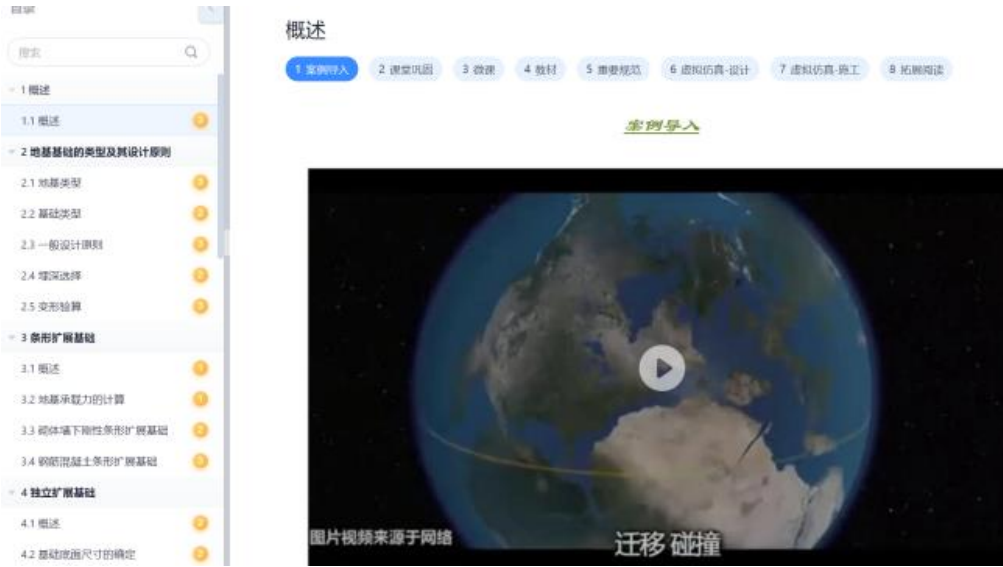 目录
搜索
1 概述
1.1 概述
2 地基基础的类型及其设计原则
2.1 地基类型
2.2 基础类型
2.3 一般设计原则
2.4 埋深选择
2.5 变形验算
3 条形扩展基础
3.1 概述
3.2 地基承载力的计算
3.3 砌体墙下刚性条形扩展基础
3.4 钢筋混凝土条形扩展基础
4 独立扩展基础
4.1 概述
4.2 基础底面尺寸的确定
概述
1 案例导入 2 课堂巩固 3 微课 4 教材 5 重要规范 6 虚拟仿真-设计 7 虚拟仿真-施工 8 拓展阅读
案例导入
图片视频来源于网络
迁移 碰撞